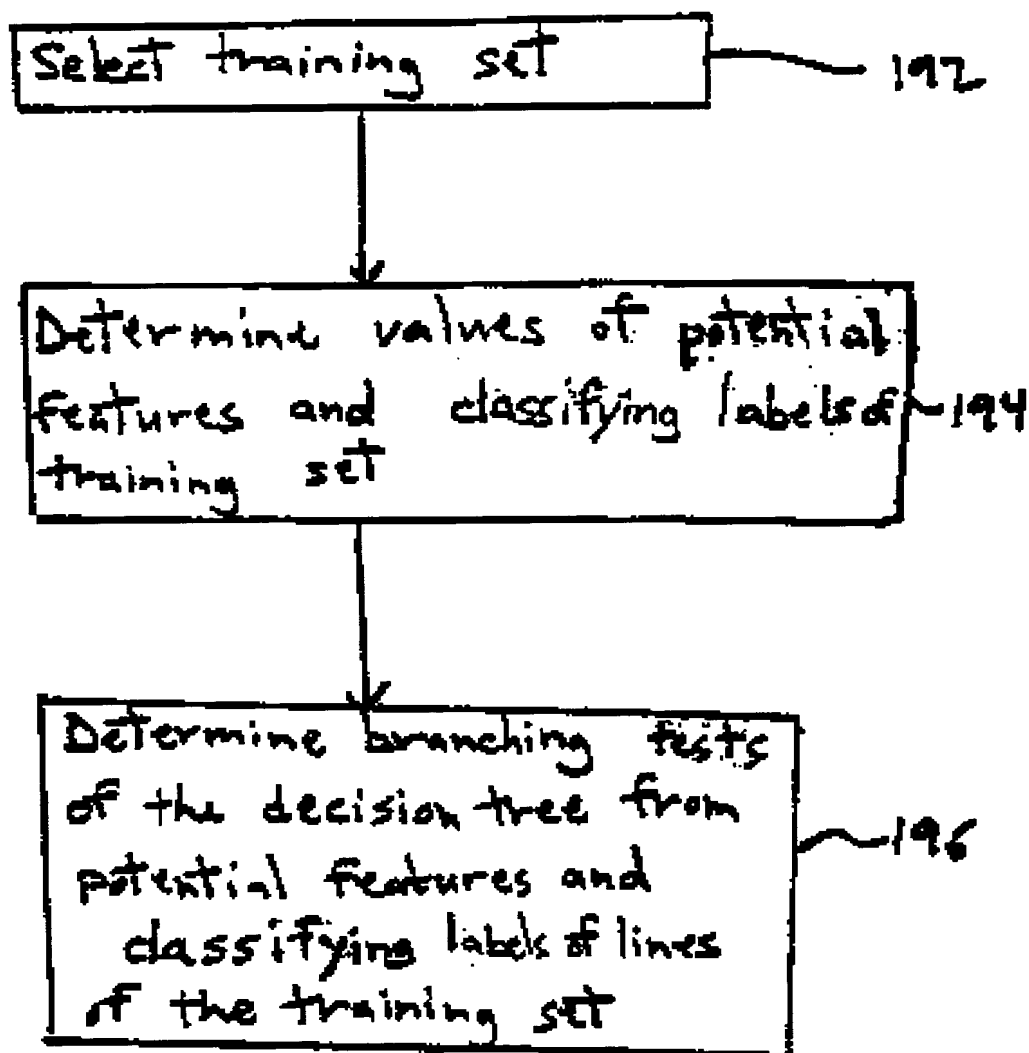 Select training set
192
Determine values of potential
features and classifying labels of
194
training set
Determine branching tests
of the decision tree from
196
potential features and
classifying labels of lines
of the training set